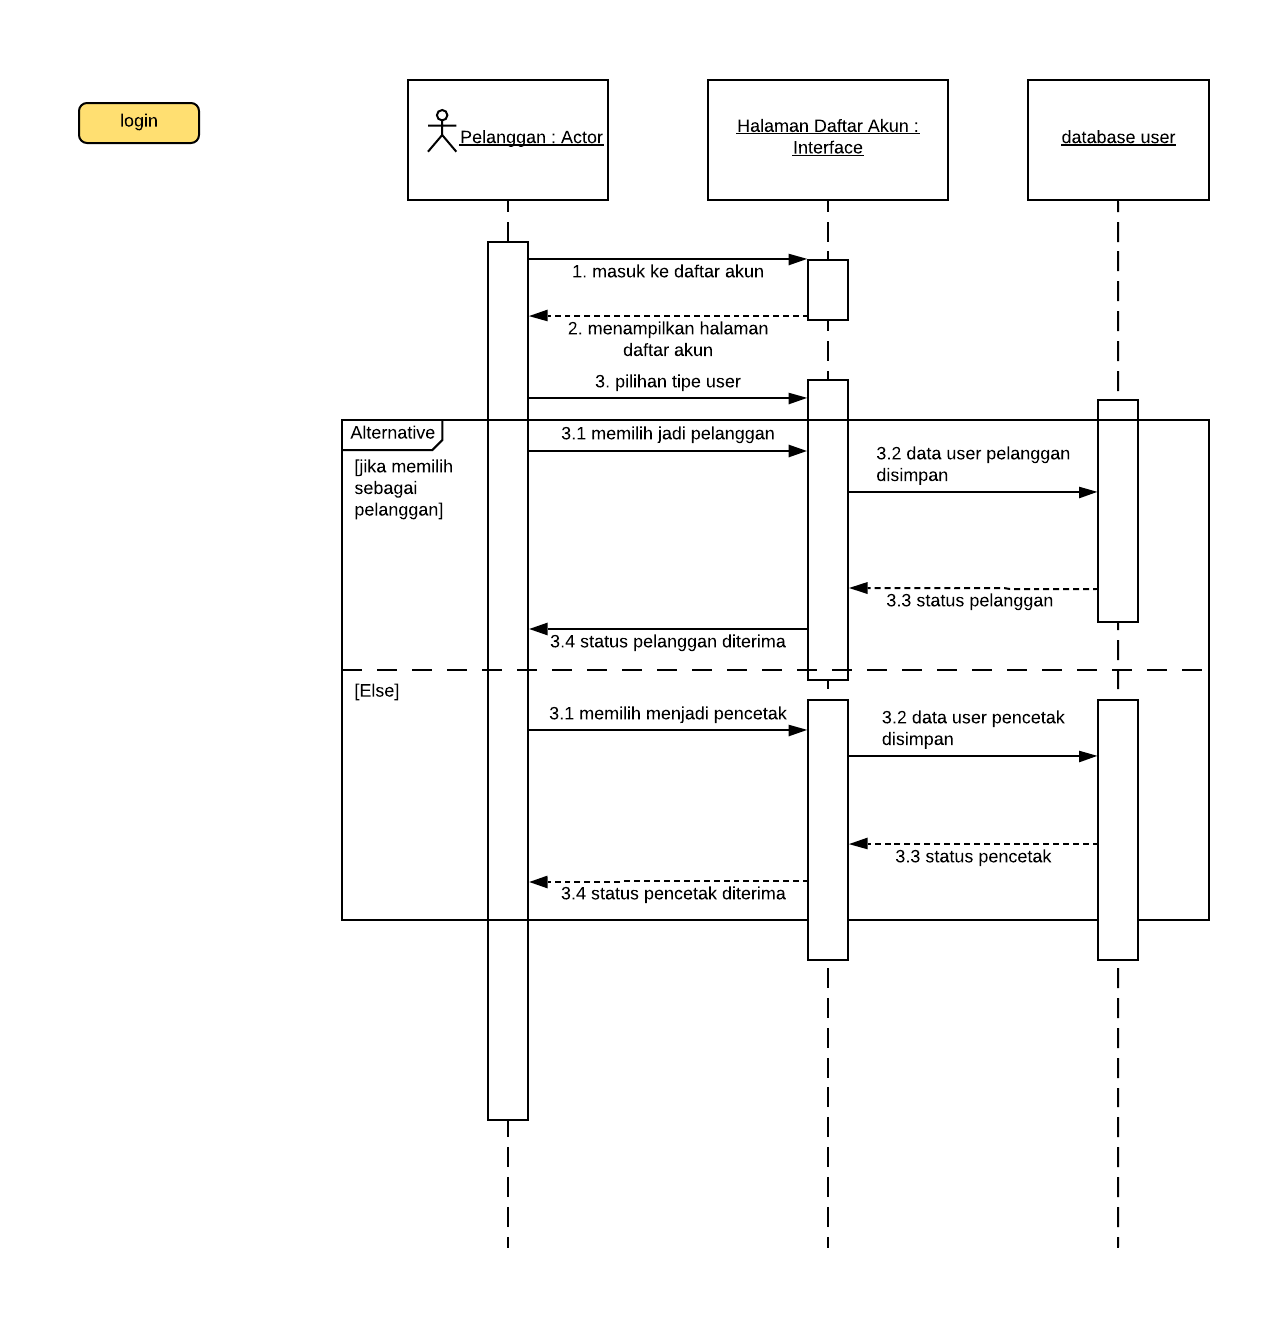 login
Pelanggan : Actor
Halaman Daftar Akun :
Interface
database user
1. masuk ke daftar akun
2. menampilkan halaman
daftar akun
3. pilihan tipe user
Alternative
[jika memilih
sebagai
pelanggan]
3.1 memilih jadi pelanggan
3.2 data user pelanggan
disimpan
3.3 status pelanggan
3.4 status pelanggan diterima
[Else]
3.1 memilih menjadi pencetak
3.2 data user pencetak
disimpan
3.3 status pencetak
3.4 status pencetak diterima